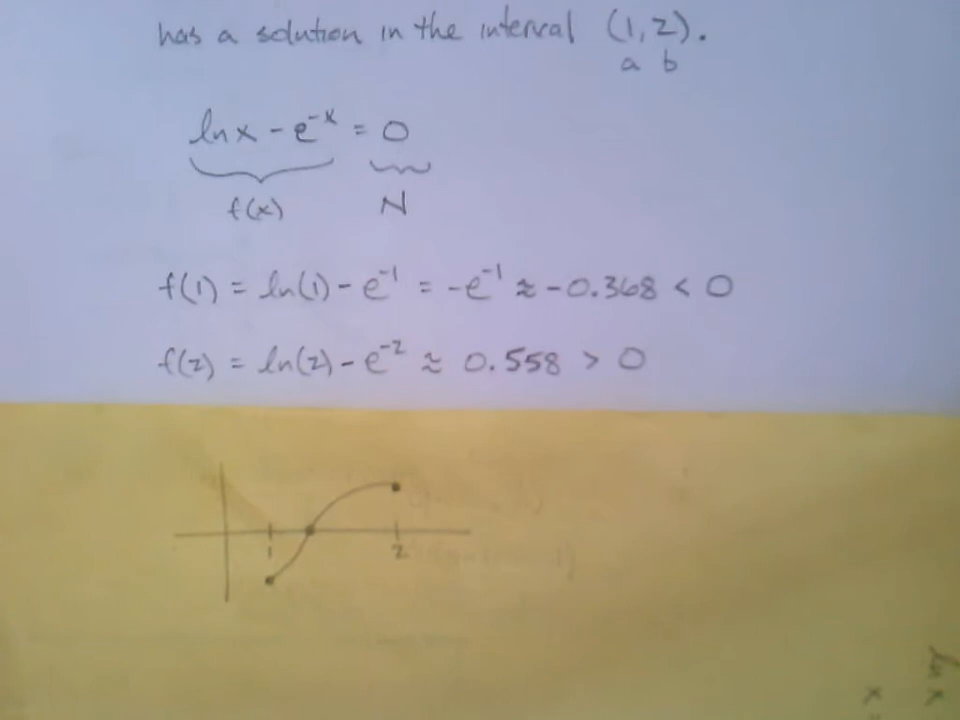 has a solution in the interval (1,2).
a b
ln x - e^-x = 0
f(x) N
f(1) = ln(1) - e^-1 = -e^-1 ≈ -0.368 < 0
f(2) = ln(2) - e^-2 ≈ 0.558 > 0
1 2
ln x
x